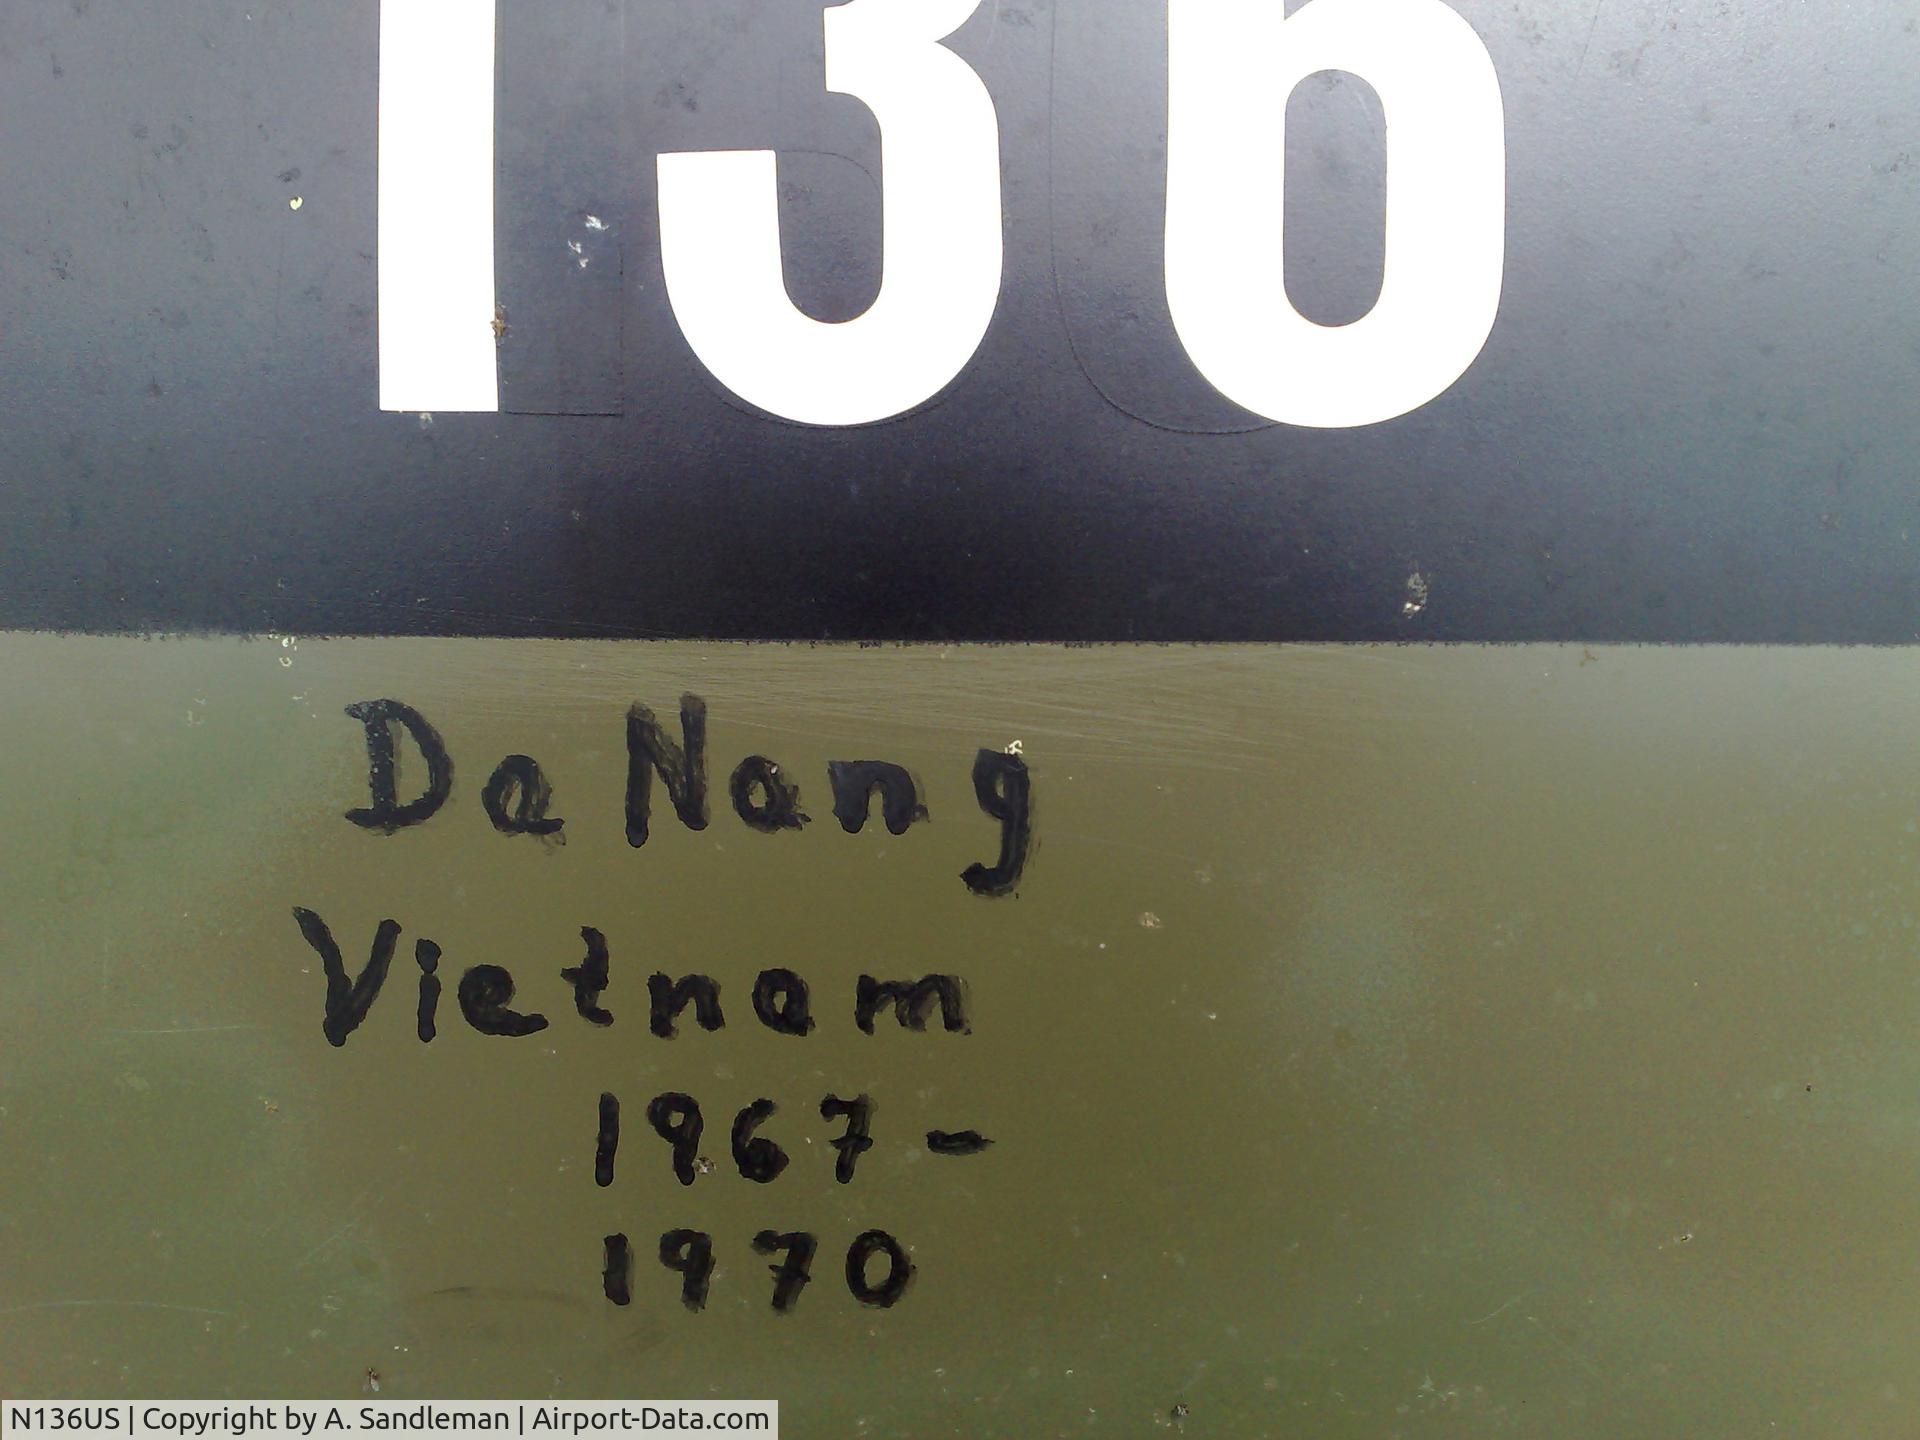 136
Da Nang
Vietnam
1967-
1970
N136US | Copyright by A. Sandleman | Airport-Data.com